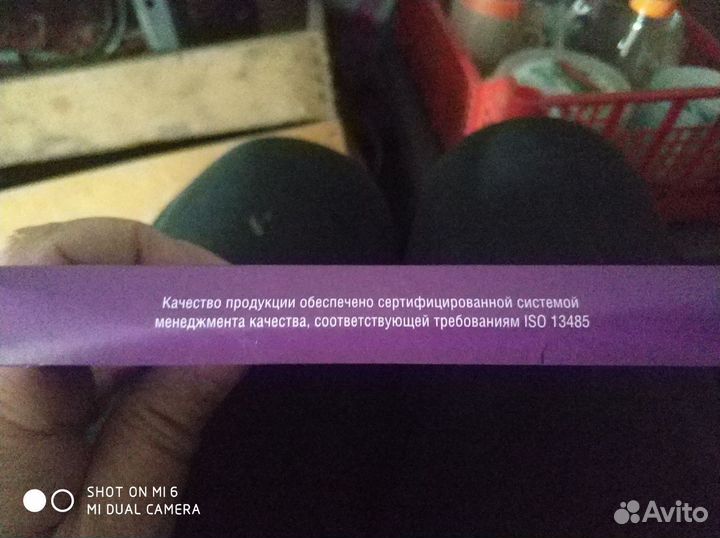 Качество продукции обеспечено сертифицированной системой
менеджмента качества, соответствующей требованиям ISO 13485
SHOT ON MI 6
MI DUAL CAMERA
Avito